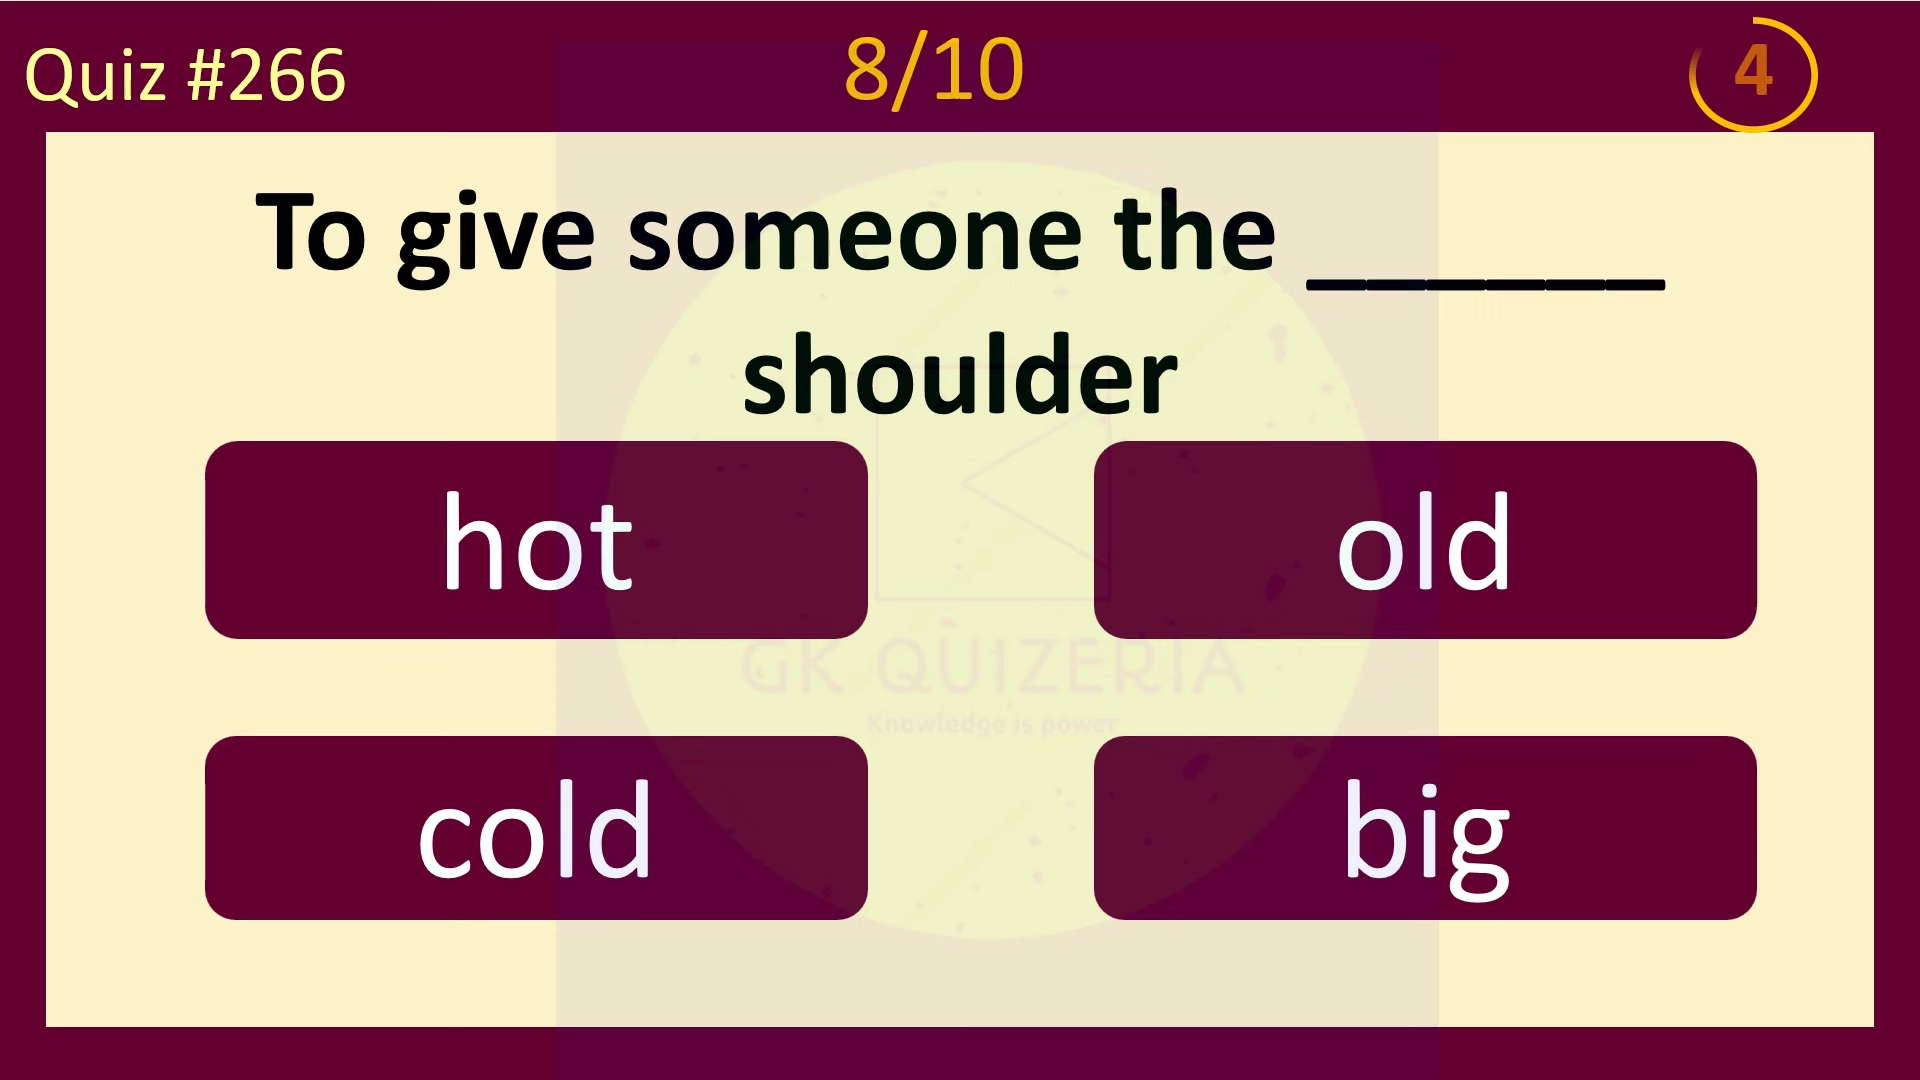 Quiz #266
8/10
4
To give someone the ______
shoulder
hot
old
GK QUIZERIA
Knowledge is power
cold
big